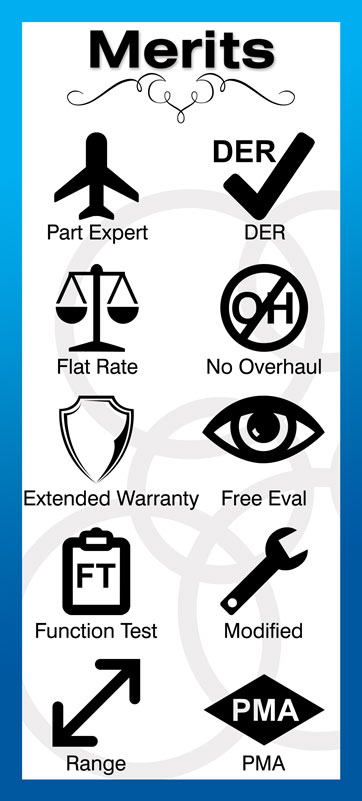 Merits
DER
Part Expert
DER
OH
Flat Rate
No Overhaul
Extended Warranty
Free Eval
FT
Function Test
Modified
PMA
Range
PMA